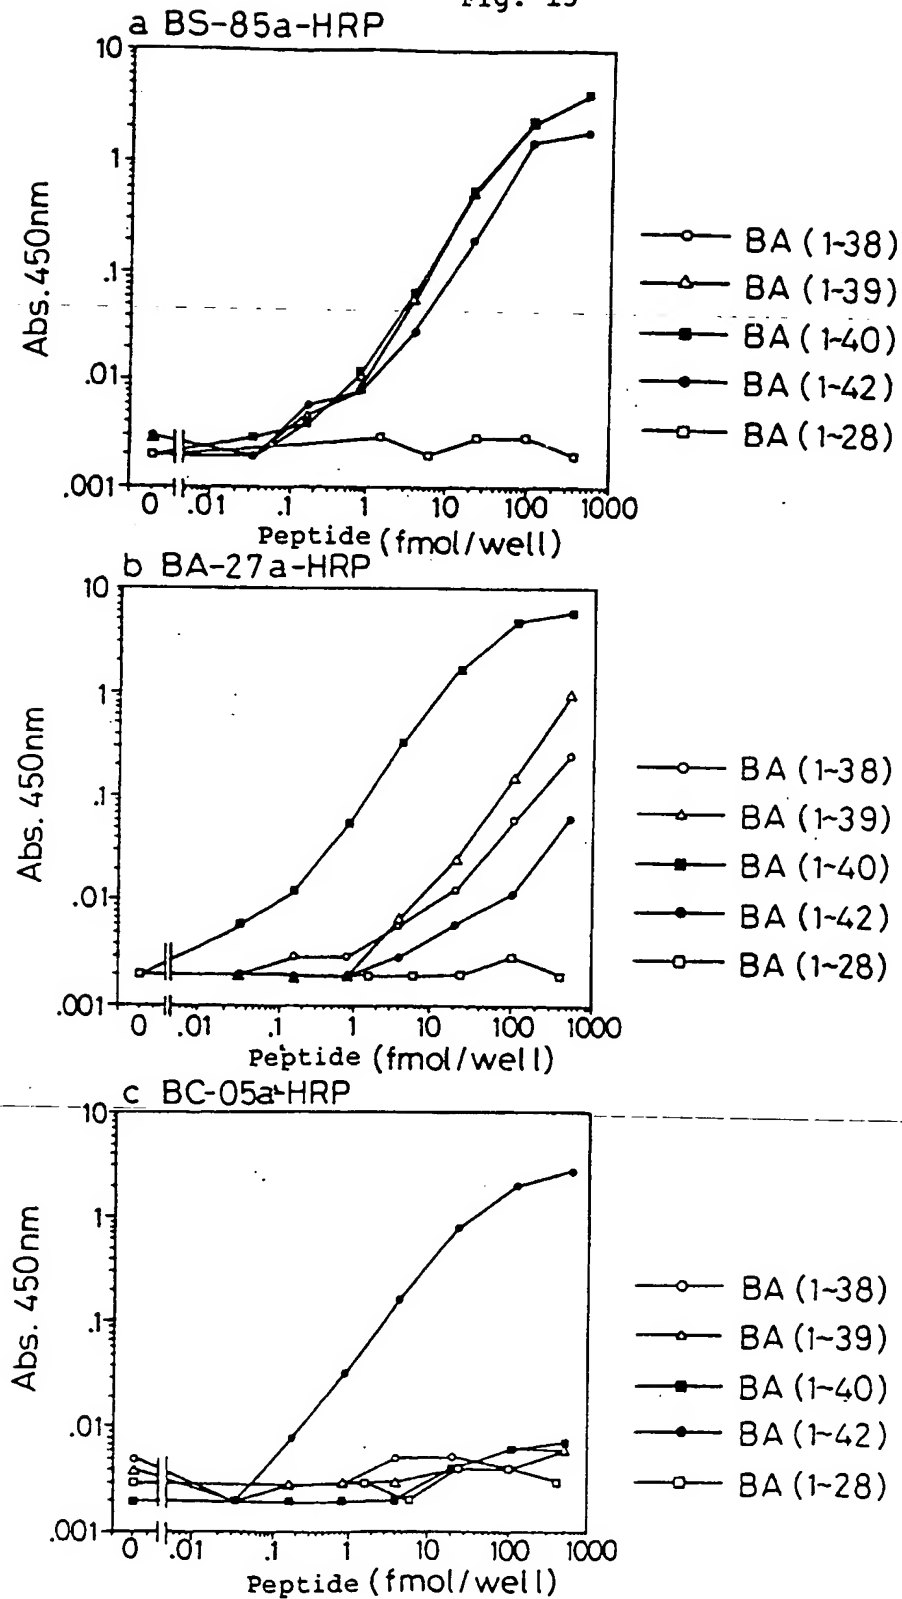 Fig. 15
a BS-85a-HRP
10
1
.1
.01
.001
Abs. 450nm
0 .01 .1 1 10 100 1000
Peptide (fmol/well)
BA (1~38)
BA (1~39)
BA (1~40)
BA (1~42)
BA (1~28)
b BA-27a-HRP
10
1
.1
.01
.001
Abs. 450nm
0 .01 .1 1 10 100 1000
Peptide (fmol/well)
BA (1~38)
BA (1~39)
BA (1~40)
BA (1~42)
BA (1~28)
c BC-05a-HRP
10
1
.1
.01
.001
Abs. 450nm
0 .01 .1 1 10 100 1000
Peptide (fmol/well)
BA (1~38)
BA (1~39)
BA (1~40)
BA (1~42)
BA (1~28)